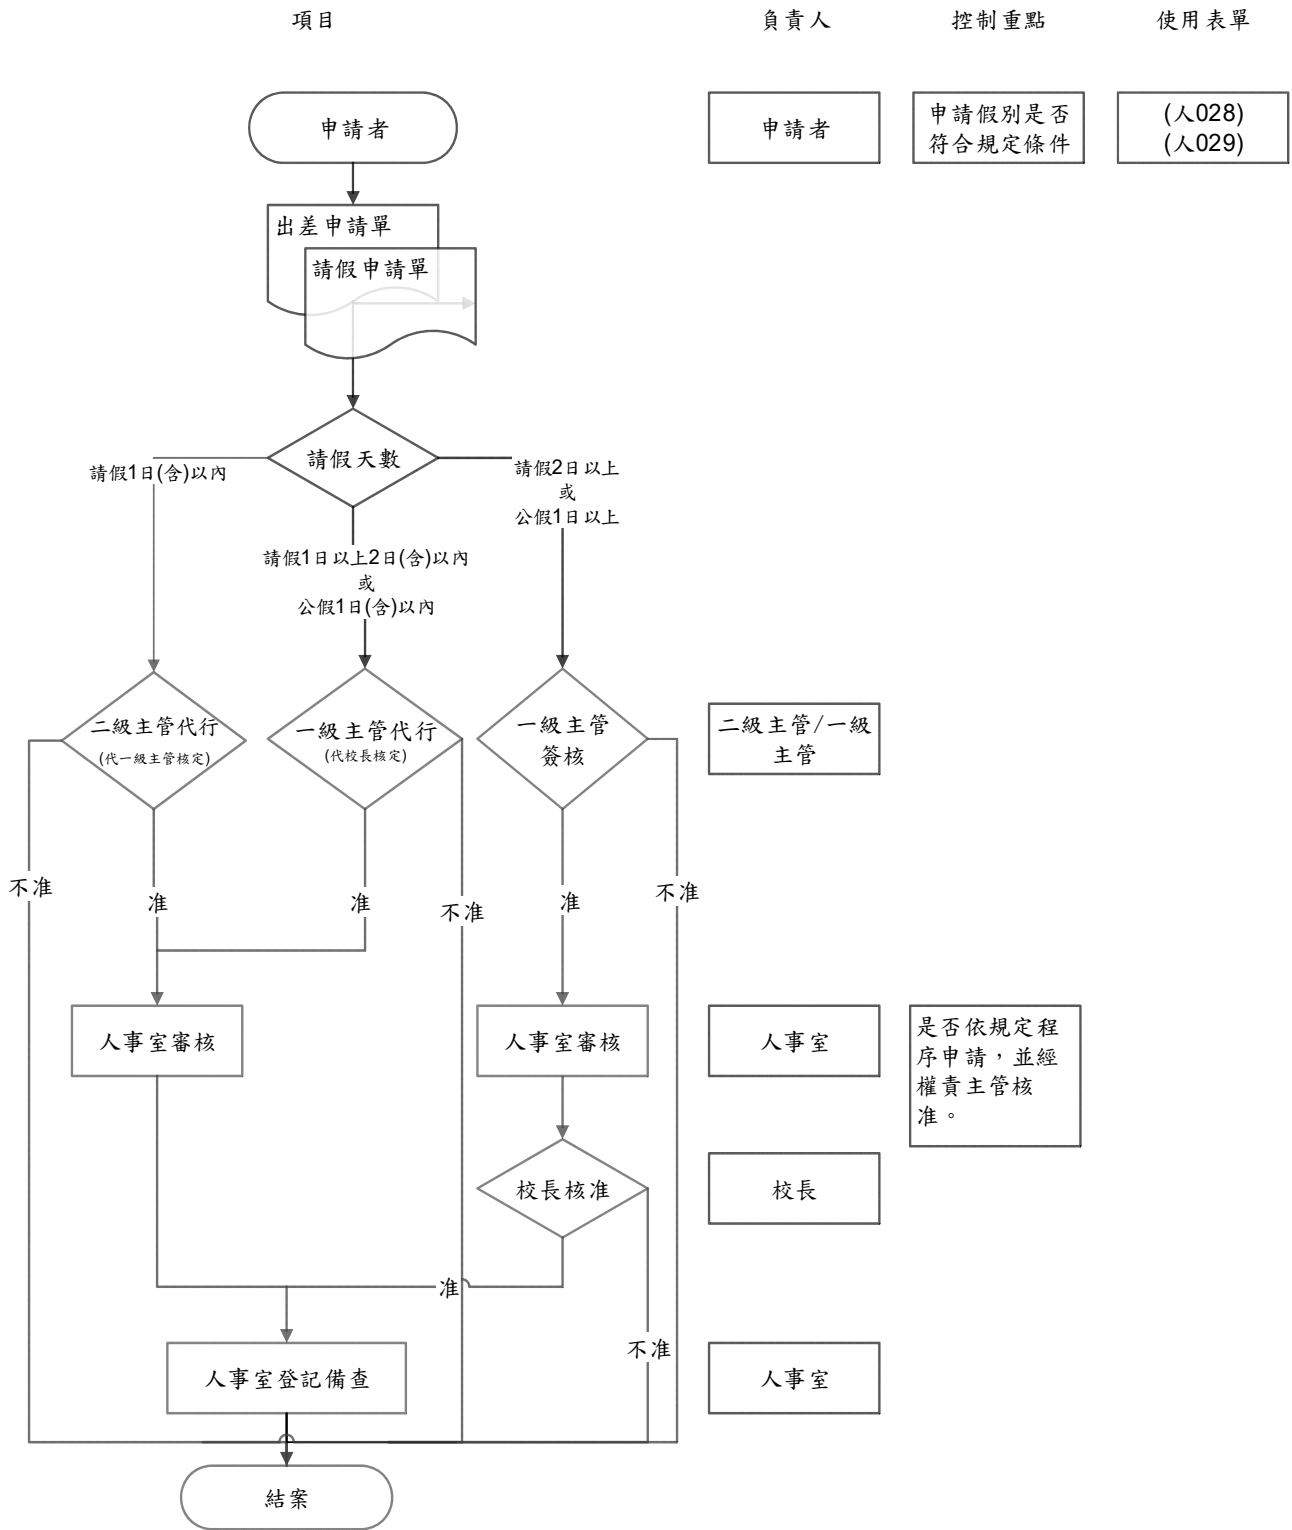 項目
負責人
控制重點
使用表單
申請者
申請者
申請假別是否
符合規定條件
(人028)
(人029)
出差申請單
請假申請單
請假天數
請假1日(含)以內
請假2日以上
或
公假1日以上
請假1日以上2日(含)以內
或
公假1日(含)以內
二級主管代行
(代一級主管核定)
一級主管代行
(代校長核定)
一級主管
簽核
二級主管/一級
主管
不准
准
准
不准
准
不准
人事室審核
人事室審核
人事室
是否依規定程
序申請，並經
權責主管核
准。
校長核准
校長
准
不准
人事室登記備查
人事室
結案